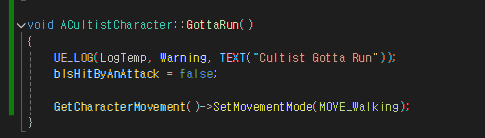 void ACultistCharacter::GottaRun()
{
UE_LOG(LogTemp, Warning, TEXT("Cultist Gotta Run"));
bIsHitByAnAttack = false;
GetCharacterMovement()->SetMovementMode(MOVE_Walking);
}